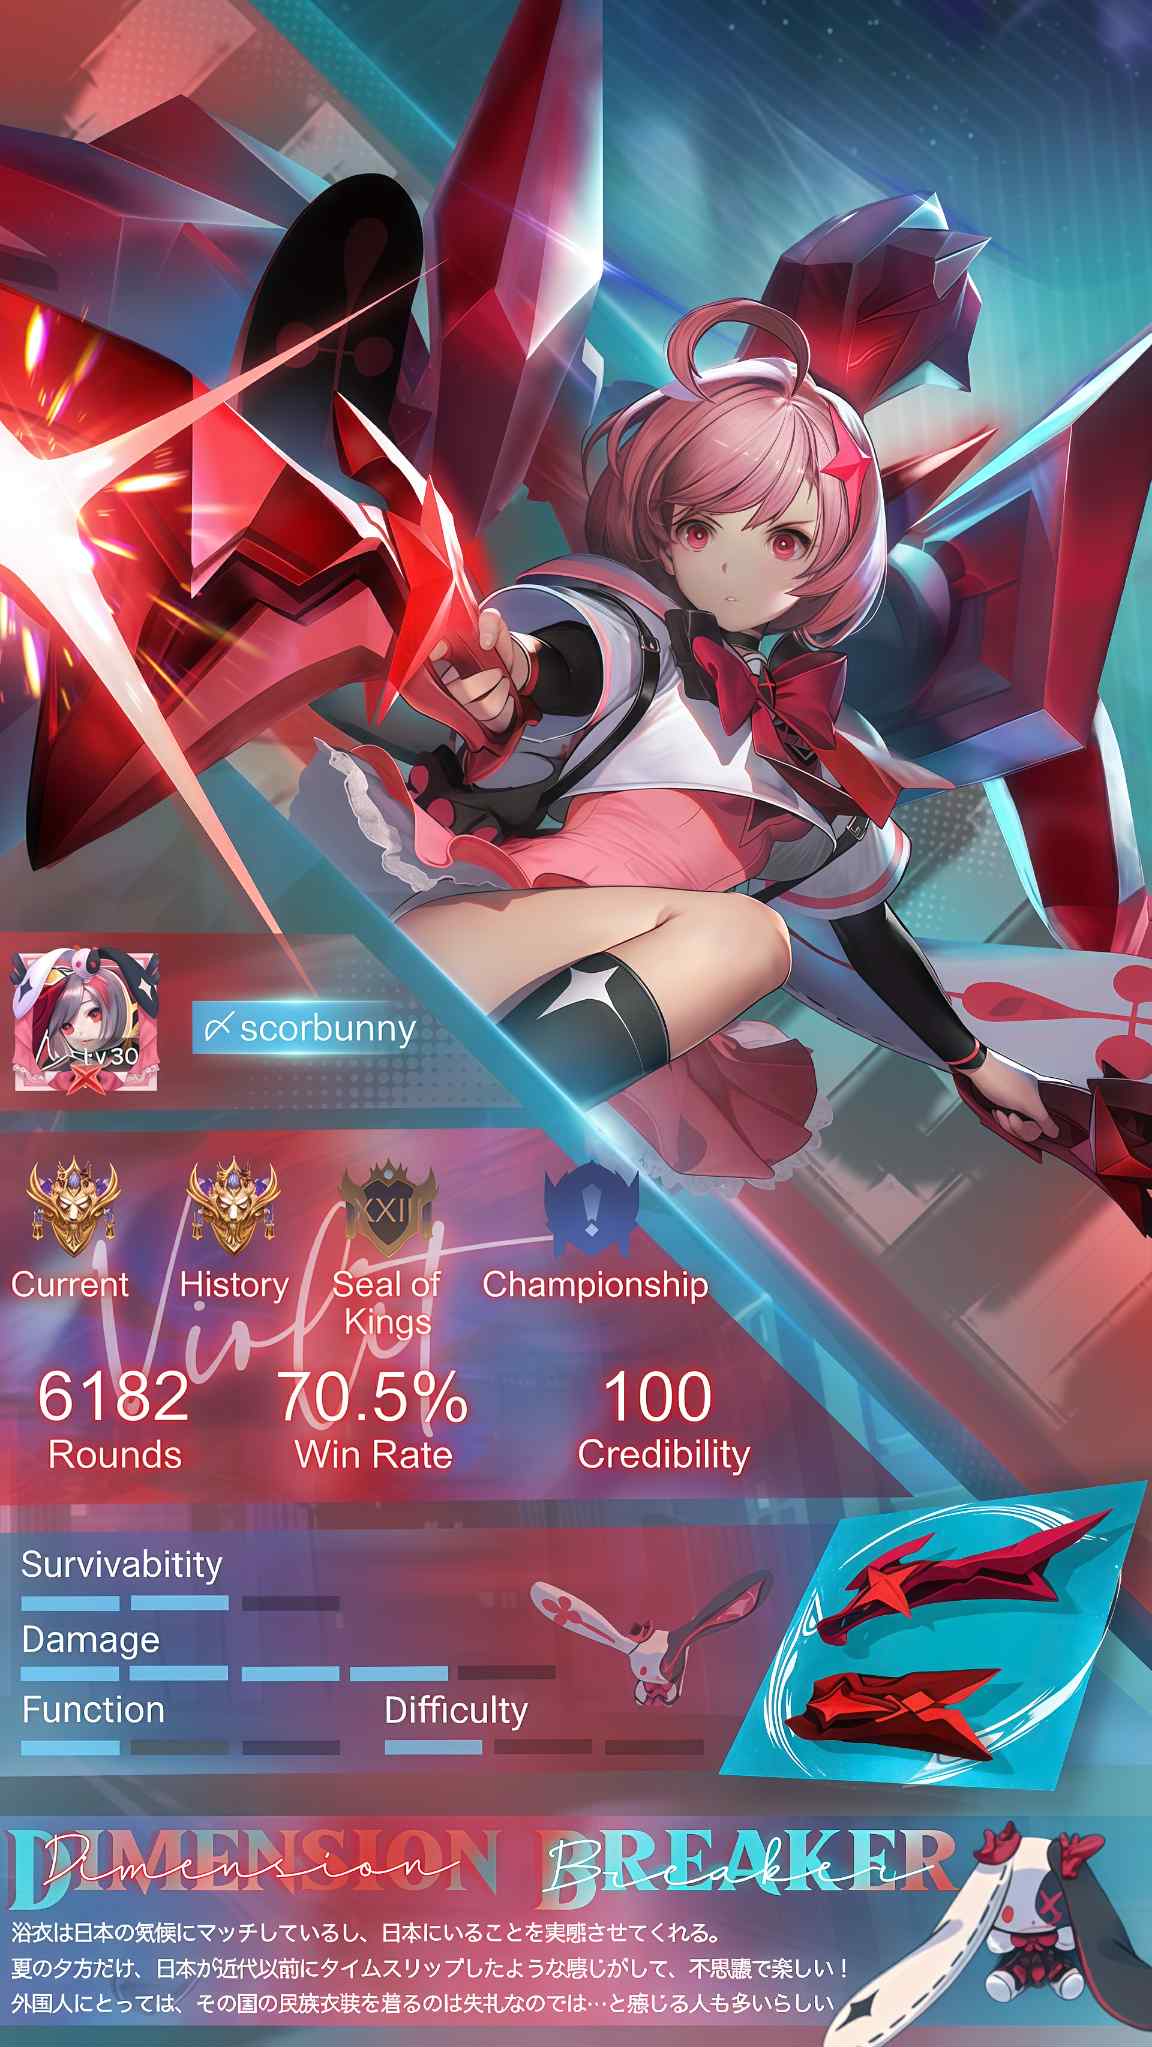 Lv30
〆scorbunny
XXII
Current
History
Seal of
Kings
Championship
Violet
6182
70.5%
100
Rounds
Win Rate
Credibility
Survivabitity
Damage
Function
Difficulty
DIMENSION BREAKER
Dimension Breaker
浴衣は日本の気候にマッチしているし、日本にいることを実感させてくれる。
夏の夕方だけ、日本が近代以前にタイムスリップしたような感じがして、不思議で楽しい！
外国人にとっては、その国の民族衣装を着るのは失礼なのでは…と感じる人も多いらしい